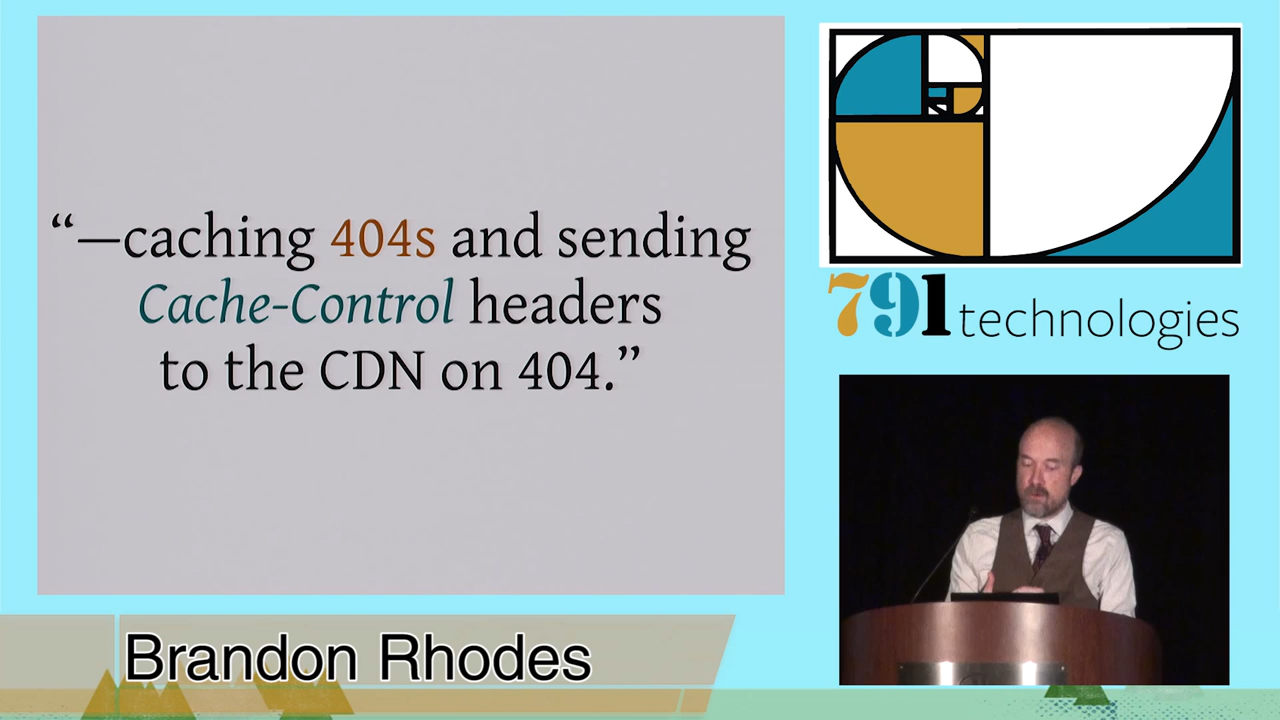 “—caching 404s and sending
Cache-Control headers
to the CDN on 404.”
791 technologies
Brandon Rhodes